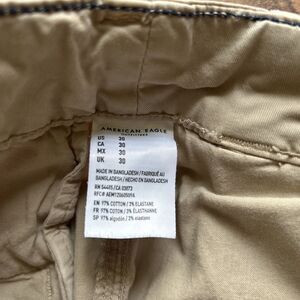 AMERICAN EAGLE
OUTFITTERS
US 30
CA 30
MX 30
UK 30
MADE IN BANGLADESH / FABRIQUÉ AU
BANGLADESH / HECHO EN BANGLADESH
RN 54485/CA 03873
EN 97% COTTON / 3% ELASTANE
FR 97% COTON / 3% ÉLASTHANNE
SP 97% algodón / 3% elastano